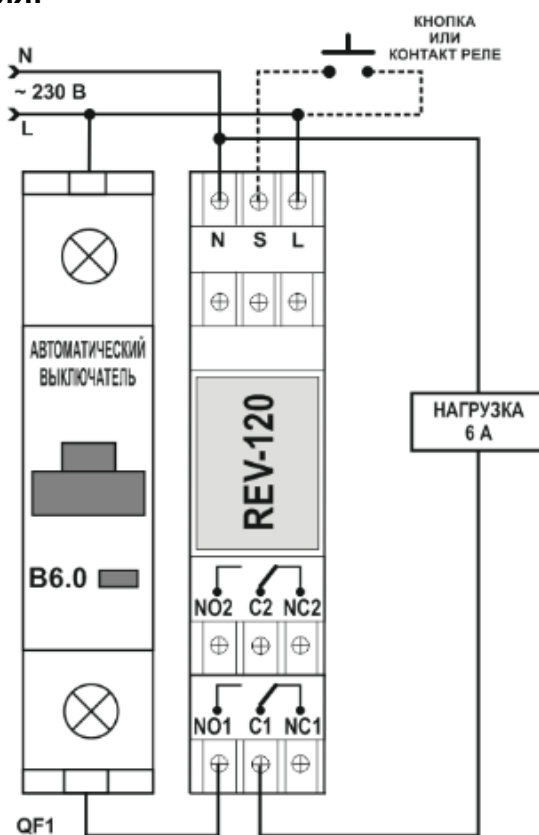 КНОПКА
ИЛИ
КОНТАКТ РЕЛЕ
N
~ 230 В
L
N S L
АВТОМАТИЧЕСКИЙ
ВЫКЛЮЧАТЕЛЬ
REV-120
НАГРУЗКА
6 А
B6.0
NO2 C2 NC2
NO1 C1 NC1
QF1